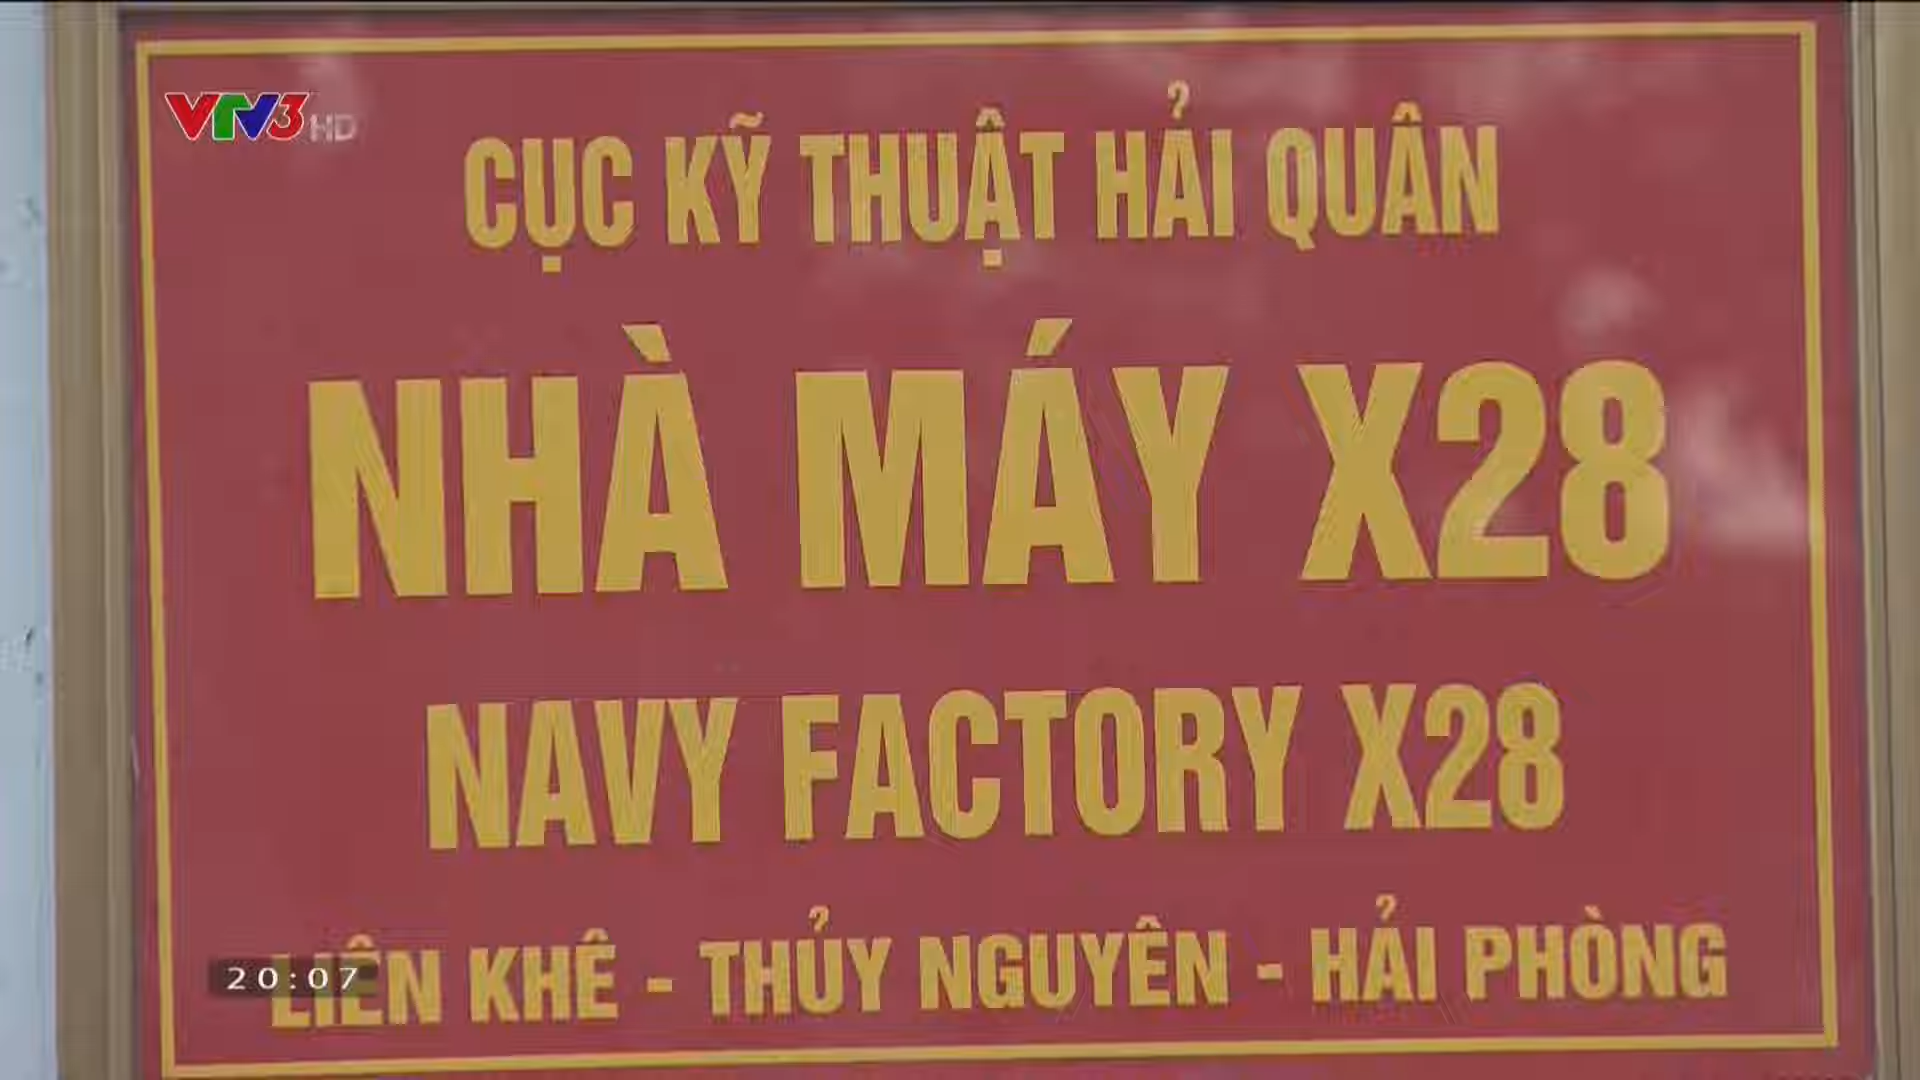 VTV3 HD
CỤC KỸ THUẬT HẢI QUÂN
NHÀ MÁY X28
NAVY FACTORY X28
LIÊN KHÊ - THỦY NGUYÊN - HẢI PHÒNG
20:07